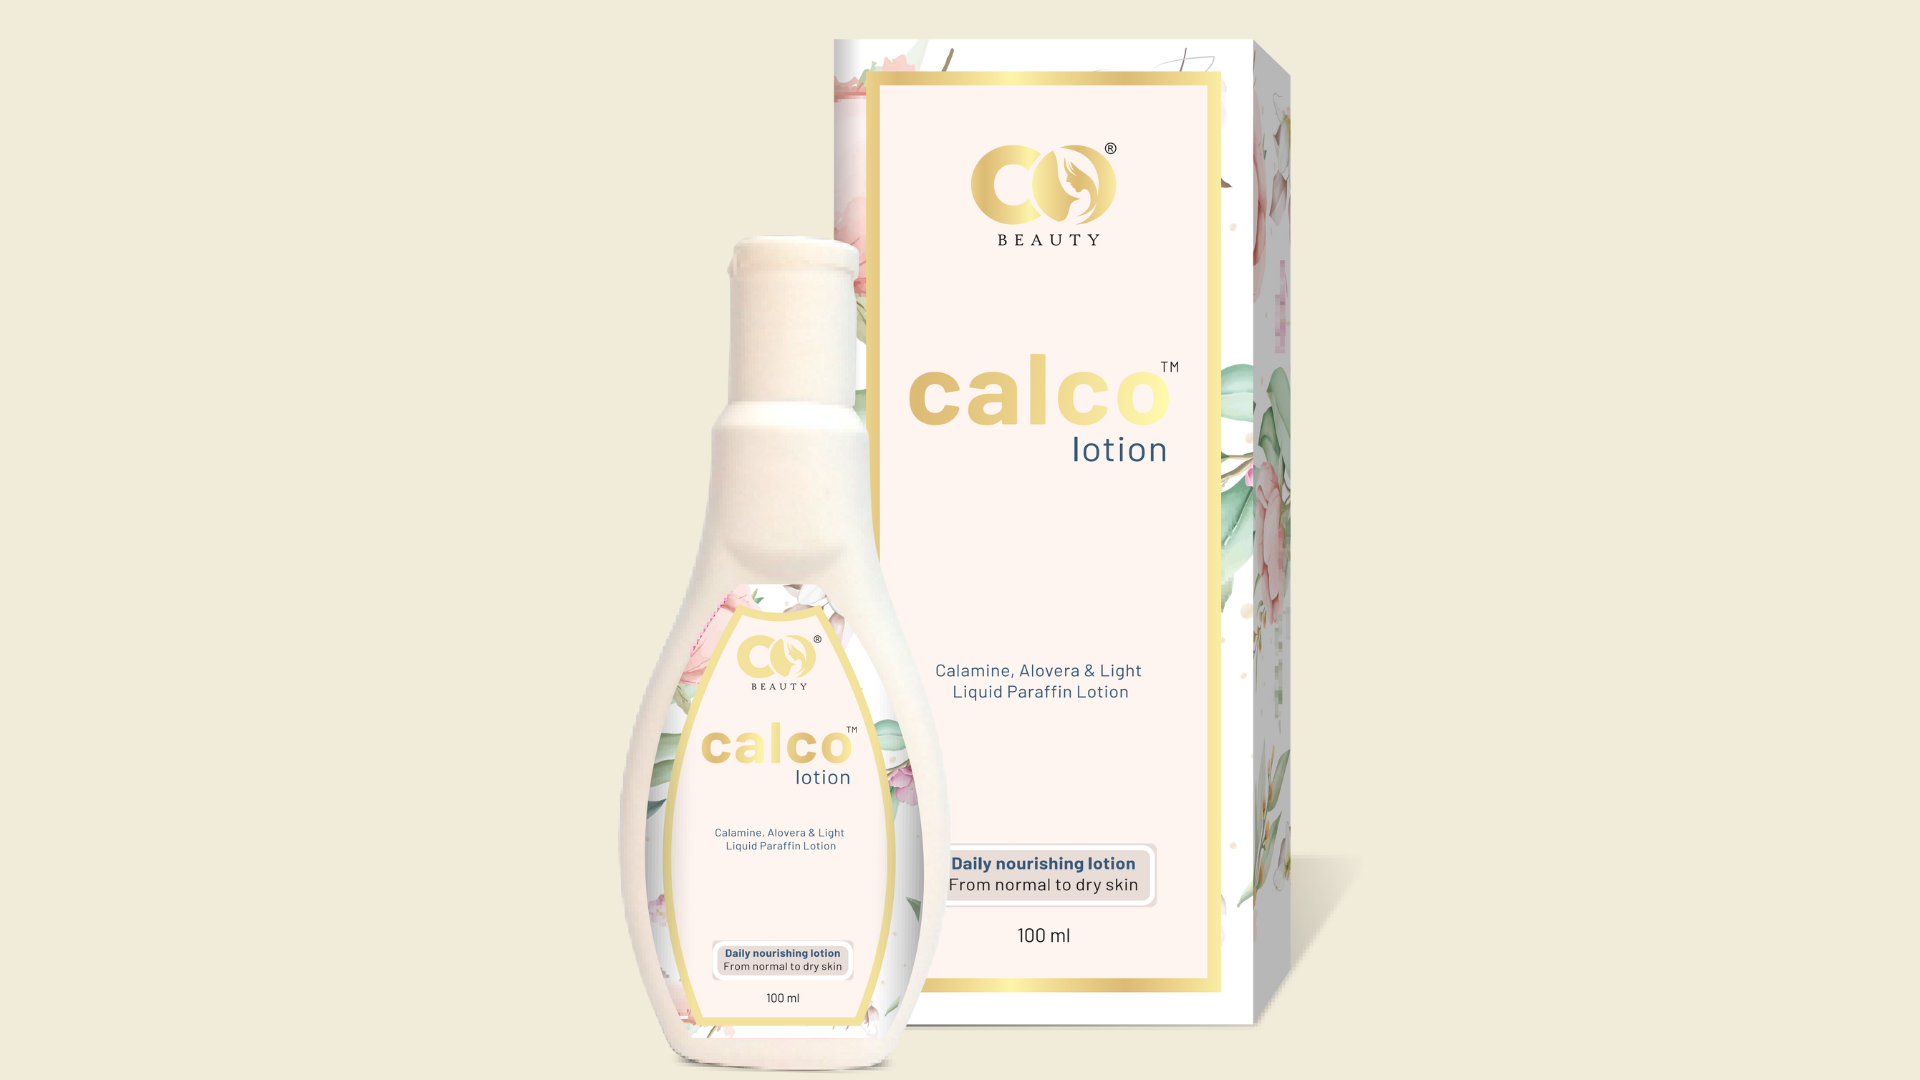 CO®
BEAUTY
calco™
lotion
Calamine, Alovera & Light
Liquid Paraffin Lotion
Daily nourishing lotion
From normal to dry skin
100 ml
CO®
BEAUTY
calco™
lotion
Calamine, Alovera & Light
Liquid Paraffin Lotion
Daily nourishing lotion
From normal to dry skin
100 ml